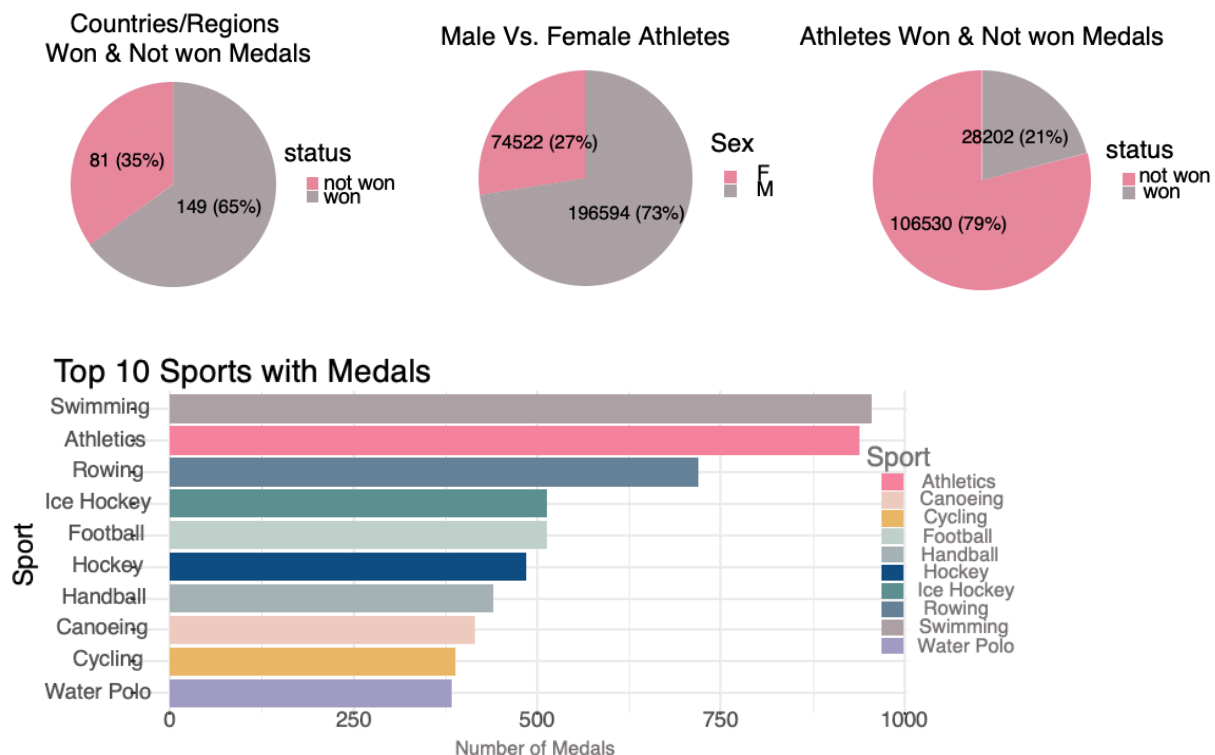 Countries/Regions
Won & Not won Medals
81 (35%)
149 (65%)
status
not won
won
Male Vs. Female Athletes
74522 (27%)
196594 (73%)
Sex
F
M
Athletes Won & Not won Medals
28202 (21%)
106530 (79%)
status
not won
won
Top 10 Sports with Medals
Sport
Swimming
Athletics
Rowing
Ice Hockey
Football
Hockey
Handball
Canoeing
Cycling
Water Polo
0 250 500 750 1000
Number of Medals
Sport
Athletics
Canoeing
Cycling
Football
Handball
Hockey
Ice Hockey
Rowing
Swimming
Water Polo